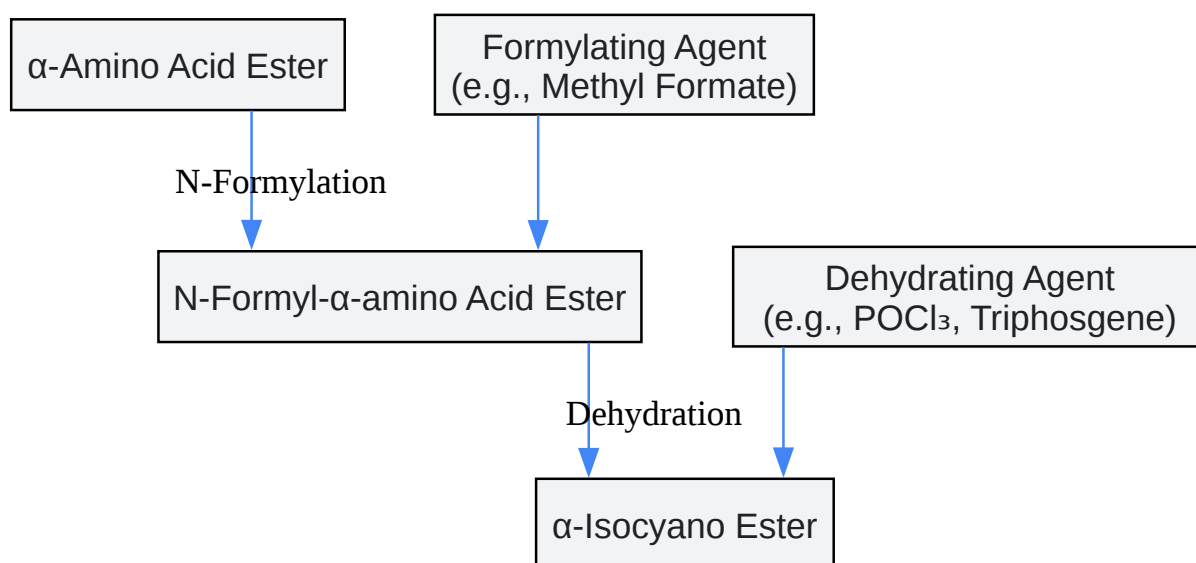 α-Amino Acid Ester
Formylating Agent
(e.g., Methyl Formate)
N-Formylation
N-Formyl-α-amino Acid Ester
Dehydrating Agent
(e.g., POCl₃, Triphosgene)
Dehydration
α-Isocyano Ester